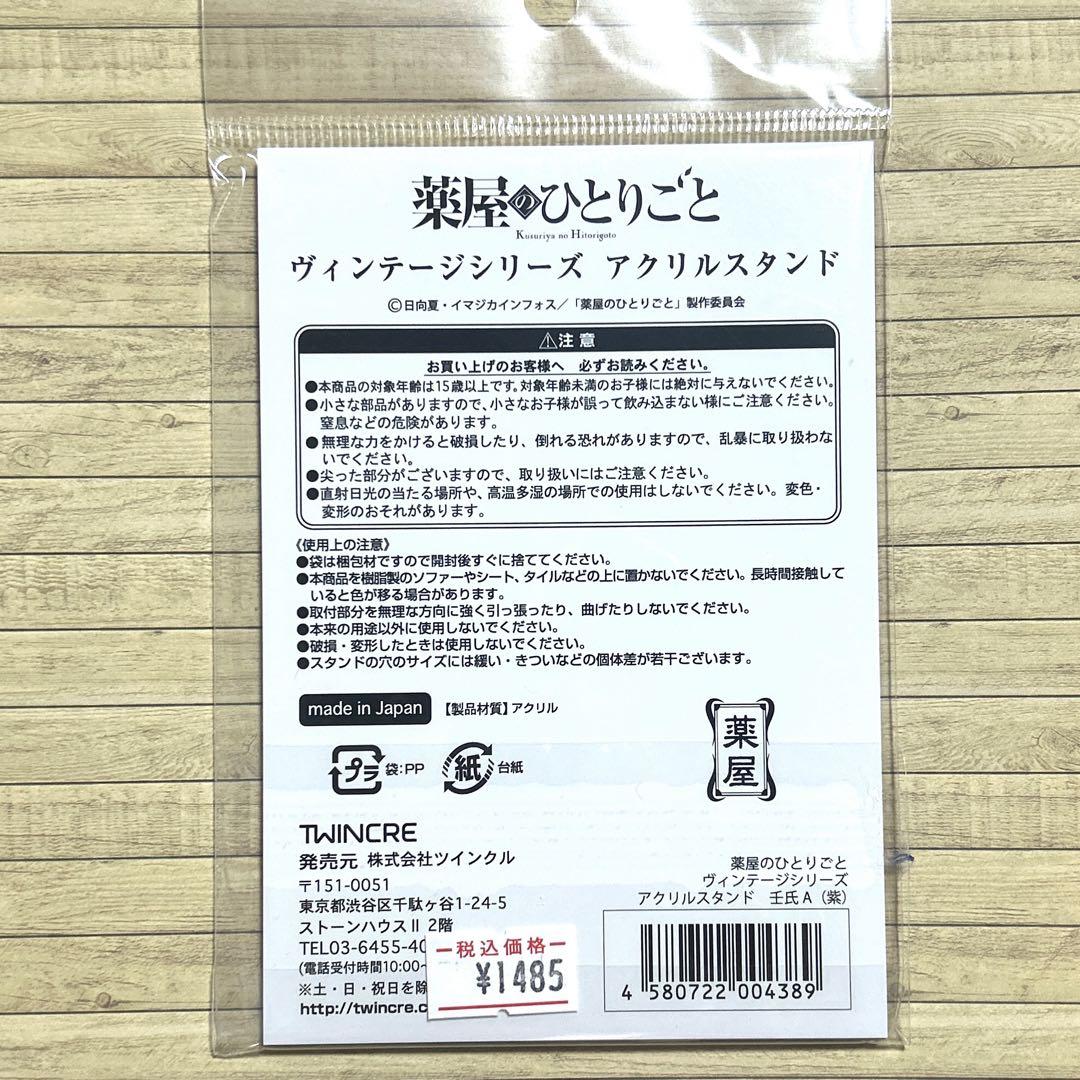 薬屋のひとりごと
Kusuriya no Hitorigoto
ヴィンテージシリーズ アクリルスタンド
©日向夏・イマジカインフォス/「薬屋のひとりごと」製作委員会
⚠注意
お買い上げのお客様へ 必ずお読みください。
●本商品の対象年齢は15歳以上です。対象年齢未満のお子様には絶対に与えないでください。
●小さな部品がありますので、小さなお子様が誤って飲み込まない様にご注意ください。
窒息などの危険があります。
●無理な力をかけると破損したり、倒れる恐れがありますので、乱暴に取り扱わな
いでください。
●尖った部分がございますので、取り扱いにはご注意ください。
●直射日光の当たる場所や、高温多湿の場所での使用はしないでください。変色・
変形のおそれがあります。
《使用上の注意》
●袋は梱包材ですので開封後すぐに捨ててください。
●本商品を樹脂製のソファーやシート、タイルなどの上に置かないでください。長時間接触して
いると色が移る場合があります。
●取付部分を無理な方向に強く引っ張ったり、曲げたりしないでください。
●本来の用途以外に使用しないでください。
●破損・変形したときは使用しないでください。
●スタンドの穴のサイズには緩い・きついなどの個体差が若干ございます。
made in Japan 【製品材質】アクリル
プラ 袋:PP 紙 台紙
薬屋
TWINCRE
発売元 株式会社ツインクル
〒151-0051
東京都渋谷区千駄ヶ谷1-24-5
ストーンハウスⅡ 2階
TEL03-6455-40
(電話受付時間10:00~
※土・日・祝日を除
http://twincre.c
税込価格
¥1485
薬屋のひとりごと
ヴィンテージシリーズ
アクリルスタンド 壬氏A(紫)
4 580722 004389